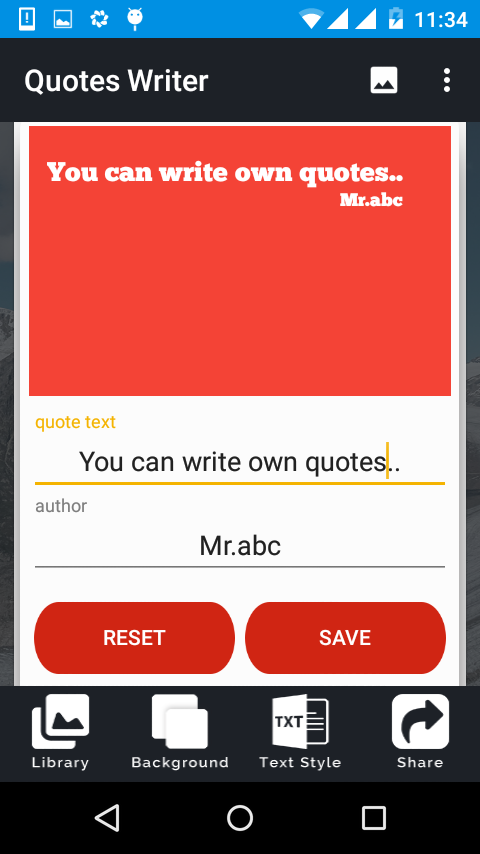 11:34
Quotes Writer
You can write own quotes..
Mr.abc
quote text
You can write own quotes..
author
Mr.abc
RESET SAVE
TXT
Library Background Text Style Share